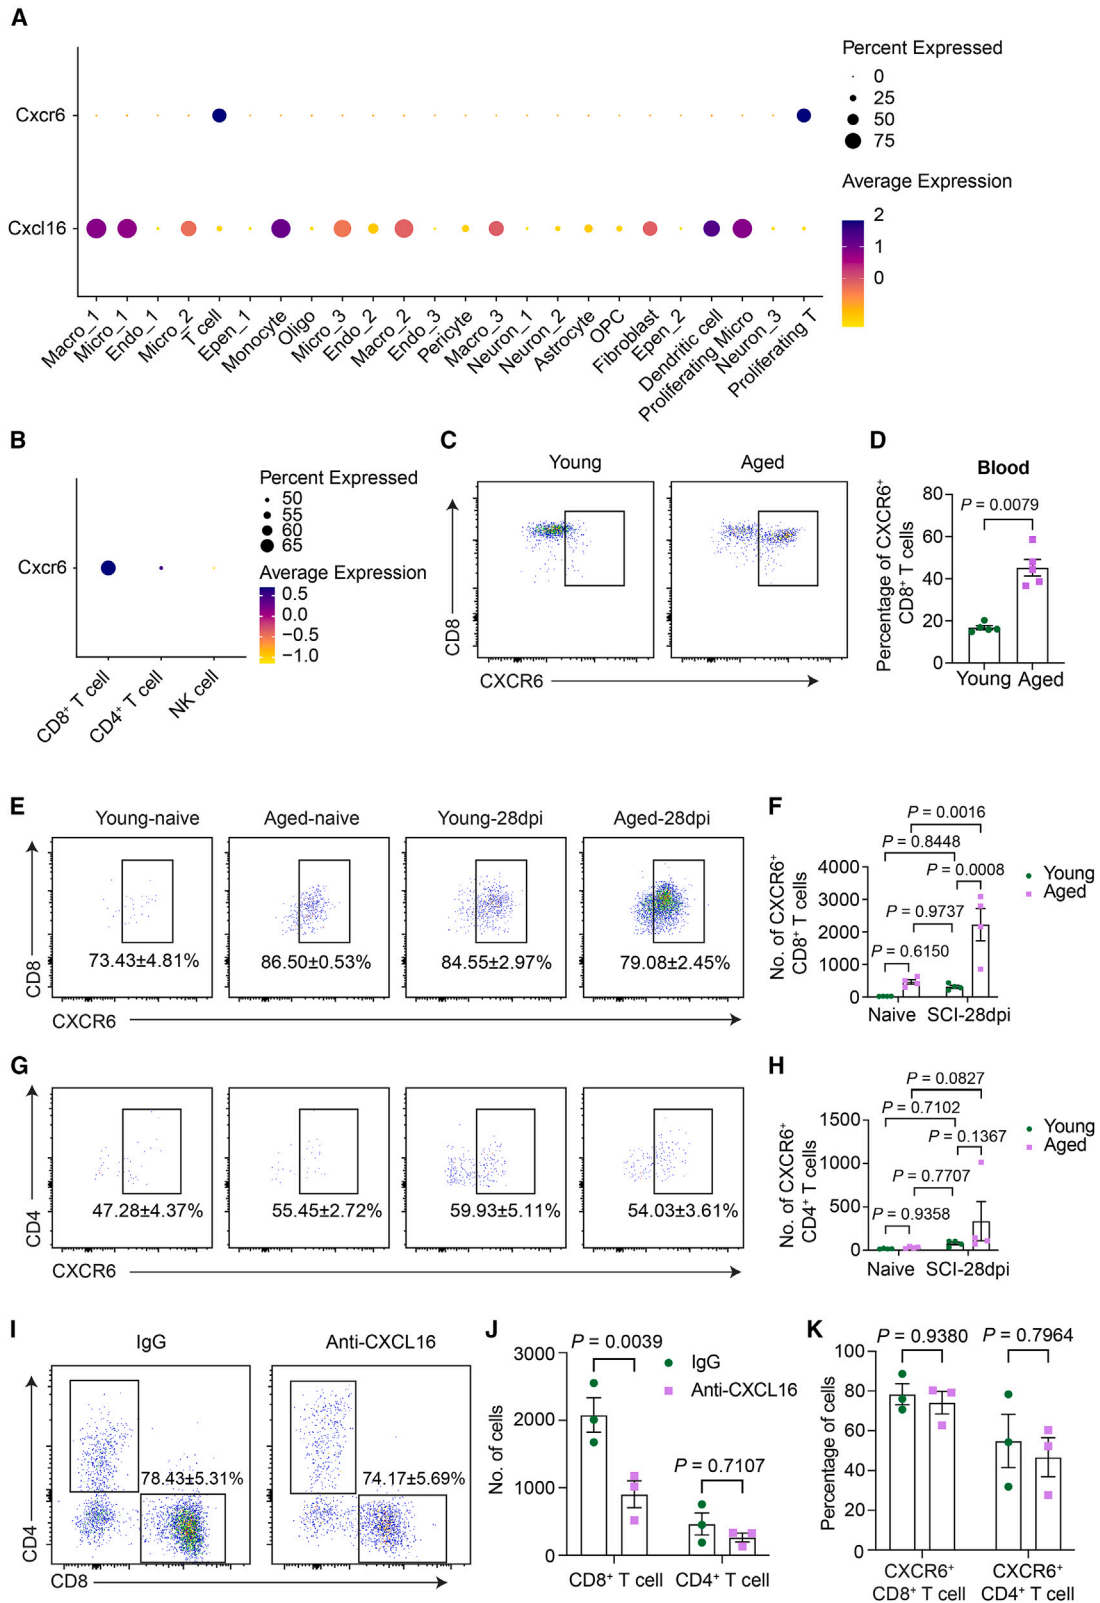 A
Percent Expressed
0
25
50
75
Average Expression
2
1
0
Cxcr6
Cxcl16
Macro_1
Micro_1
Endo_1
Micro_2
T cell
Epen_1
Monocyte
Oligo
Micro_3
Endo_2
Macro_2
Endo_3
Pericyte
Macro_3
Neuron_1
Neuron_2
Astrocyte
OPC
Fibroblast
Epen_2
Dendritic cell
Proliferating Micro
Neuron_3
Proliferating T
B
Percent Expressed
50
55
60
65
Average Expression
0.5
0.0
−0.5
−1.0
Cxcr6
CD8+ T cell
CD4+ T cell
NK cell
C
Young
Aged
CD8
CXCR6
D
Blood
Percentage of CXCR6+
CD8+ T cells
80
60
40
20
0
P = 0.0079
Young
Aged
E
Young-naive
Aged-naive
Young-28dpi
Aged-28dpi
73.43±4.81%
86.50±0.53%
84.55±2.97%
79.08±2.45%
CD8
CXCR6
F
No. of CXCR6+
CD8+ T cells
4000
3000
2000
1000
0
P = 0.0016
P = 0.8448
P = 0.0008
P = 0.9737
P = 0.6150
Young
Aged
Naive
SCI-28dpi
G
47.28±4.37%
55.45±2.72%
59.93±5.11%
54.03±3.61%
CD4
CXCR6
H
No. of CXCR6+
CD4+ T cells
1500
1000
500
0
P = 0.0827
P = 0.7102
P = 0.1367
P = 0.7707
P = 0.9358
Young
Aged
Naive
SCI-28dpi
I
IgG
Anti-CXCL16
78.43±5.31%
74.17±5.69%
CD4
CD8
J
No. of cells
3000
2000
1000
0
P = 0.0039
P = 0.7107
IgG
Anti-CXCL16
CD8+ T cell
CD4+ T cell
K
Percentage of cells
100
80
60
40
20
0
P = 0.9380
P = 0.7964
CXCR6+
CD8+ T cell
CXCR6+
CD4+ T cell